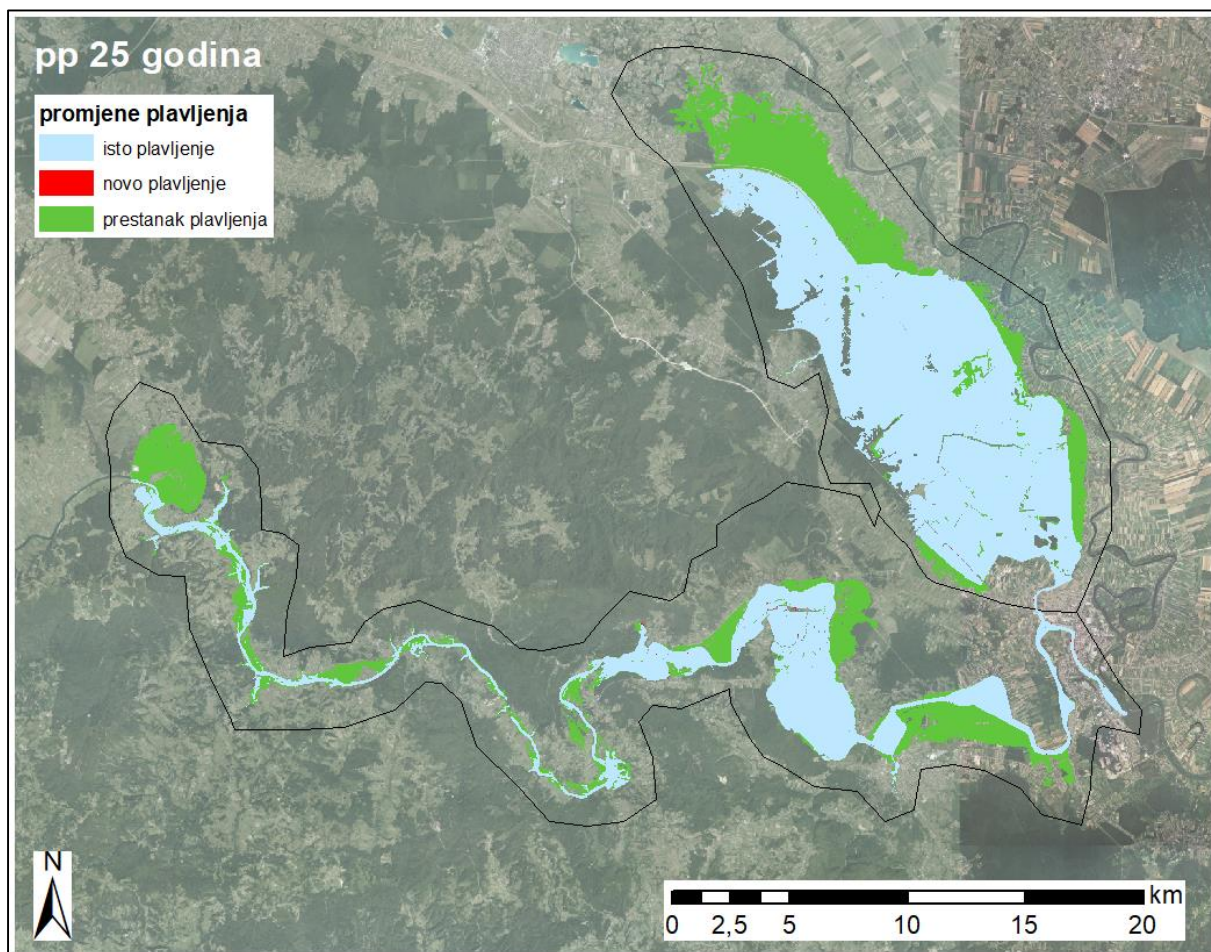 pp 25 godina
promjene plavljenja
isto plavljenje
novo plavljenje
prestanak plavljenja
N
km
0 2,5 5 10 15 20